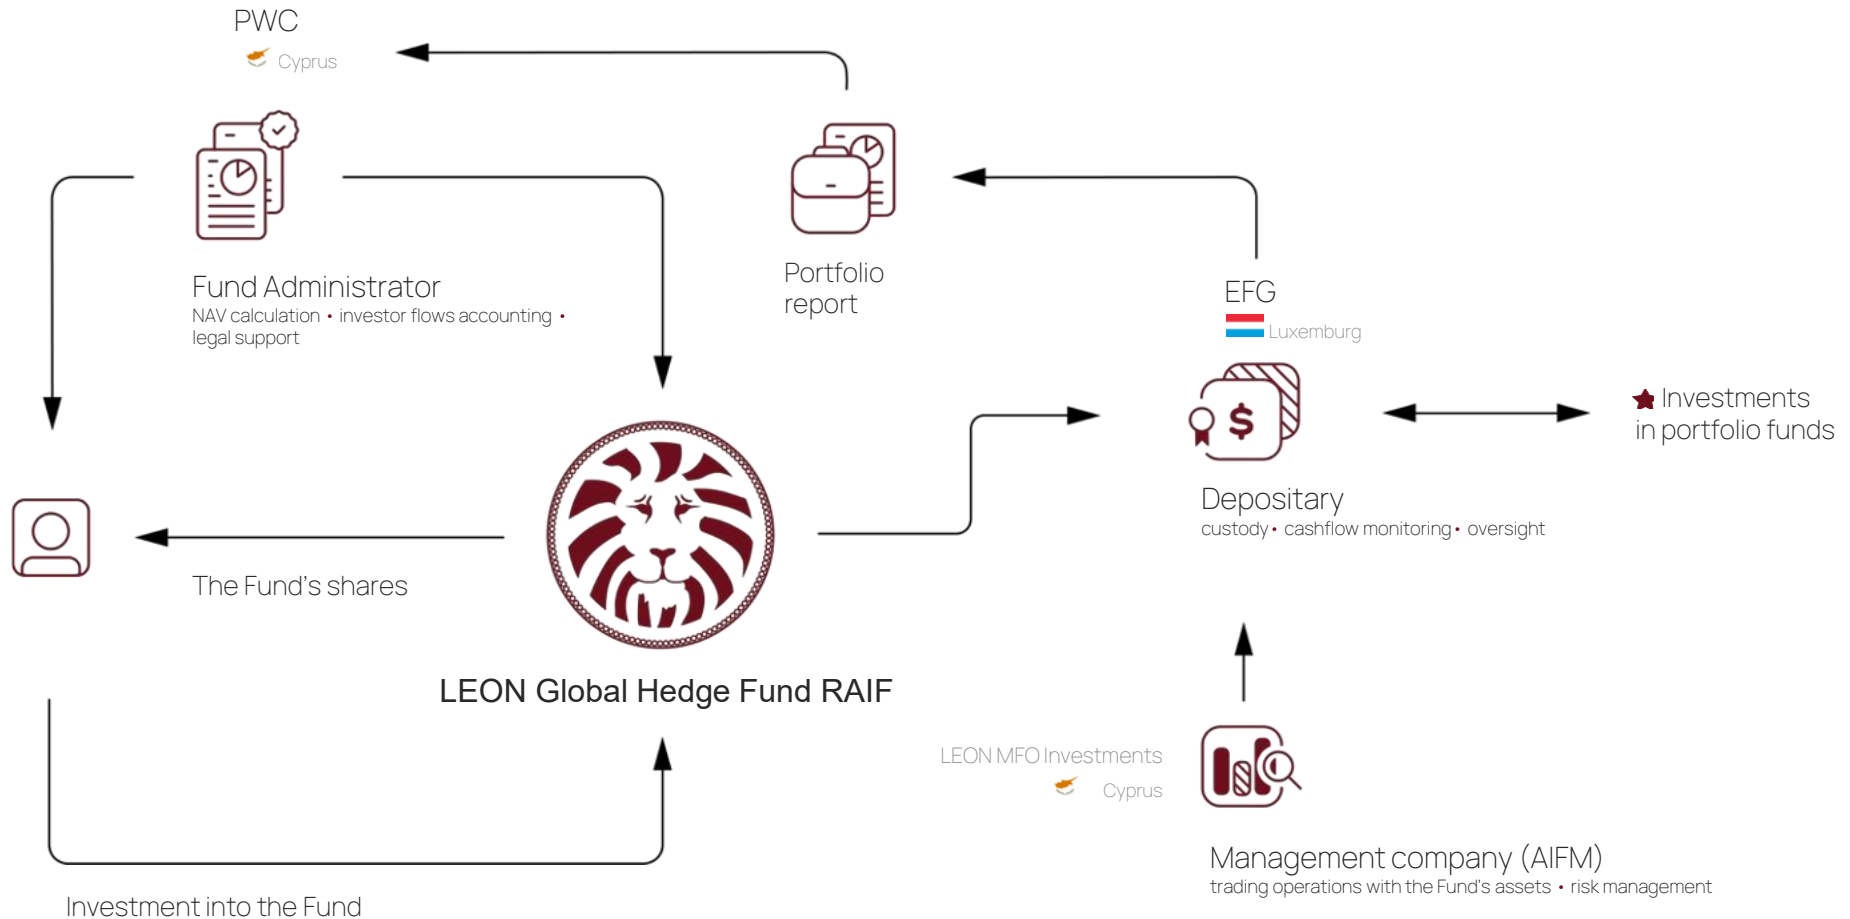 PWC
Cyprus
Fund Administrator
NAV calculation • investor flows accounting •
legal support
Portfolio
report
EFG
Luxemburg
Investments
in portfolio funds
Depositary
custody • cashflow monitoring • oversight
$
The Fund's shares
LEON Global Hedge Fund RAIF
LEON MFO Investments
Cyprus
Management company (AIFM)
trading operations with the Fund's assets • risk management
Investment into the Fund